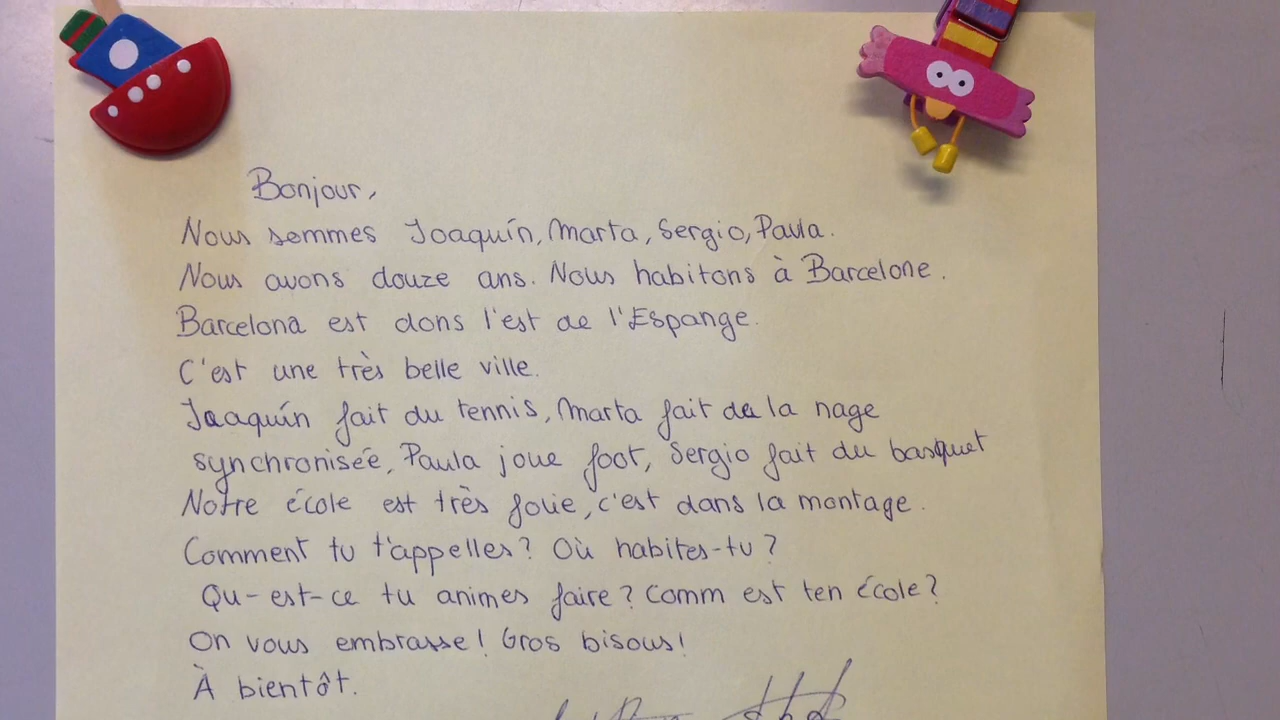 Bonjour,
Nous sommes Joaquín, Marta, Sergio, Paula.
Nous avons douze ans. Nous habitons à Barcelone.
Barcelona est dons l'est de l'Espange.
C'est une très belle ville.
Joaquín fait du tennis, Marta fait de la nage
synchronisée, Paula joue foot, Sergio fait du basquet
Notre école est très jolie, c'est dans la montage.
Comment tu t'appelles? Où habites-tu?
Qu-est-ce tu animes faire? Comm est ten école?
On vous embrasse! Gros bisous!
À bientôt.